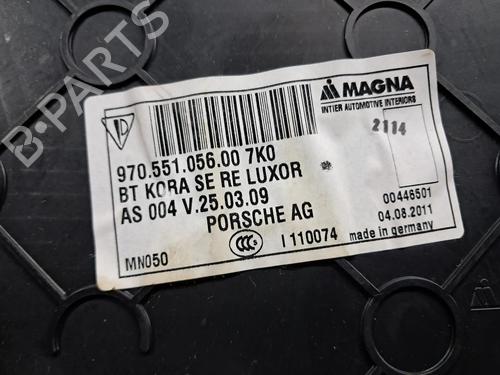 MAGNA
INTIER AUTOMOTIVE INTERIORS
2114
970.551.056.00 7K0
BT KORA SE RE LUXOR
AS 004 V.25.03.09
PORSCHE AG
00446501
04.08.2011
MN050
CCC S
I 110074
made in germany